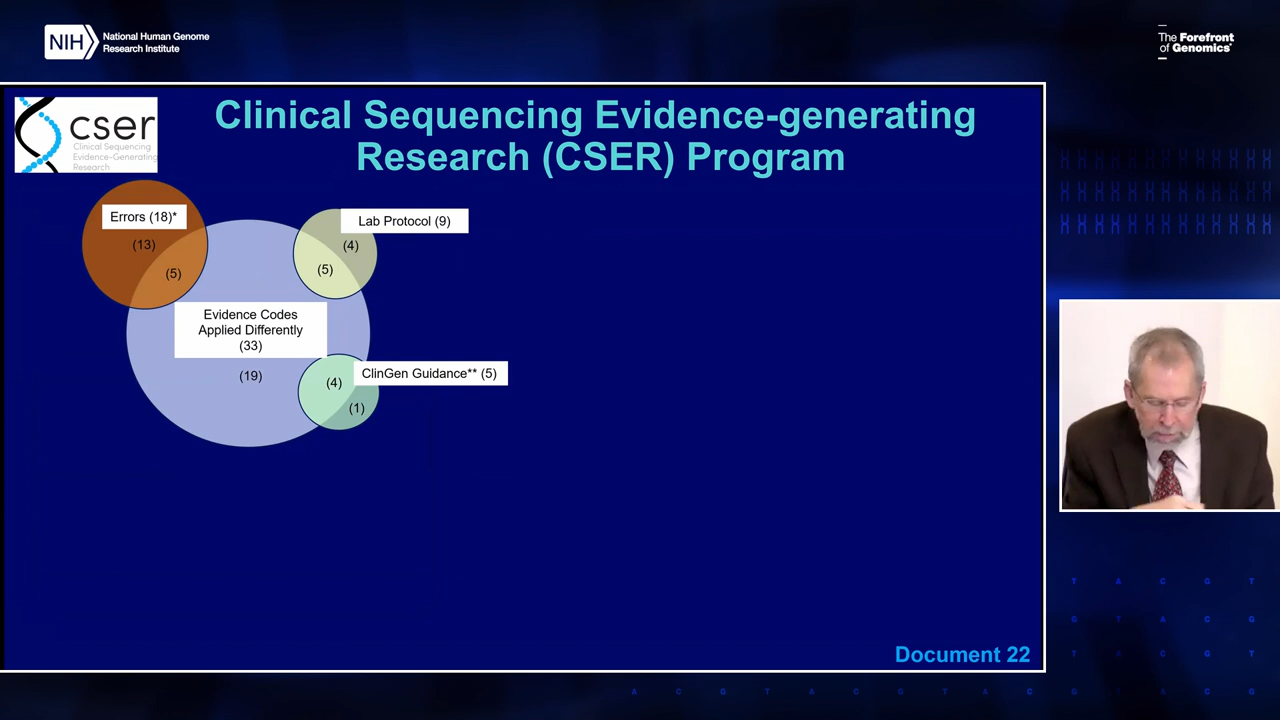 NIH
National Human Genome
Research Institute
The Forefront
of Genomics®
cser
Clinical Sequencing
Evidence-Generating
Research
Clinical Sequencing Evidence-generating
Research (CSER) Program
Errors (18)*
(13)
(5)
Lab Protocol (9)
(4)
(5)
Evidence Codes
Applied Differently
(33)
(19)
ClinGen Guidance** (5)
(4)
(1)
Document 22
T A C G T
G T A C G
T A C G T
A C G T A C G T A C G T A C G